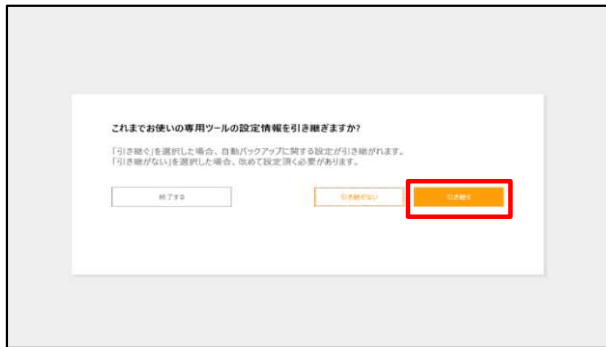 これまでお使いの専用ツールの設定情報を引き継ぎますか?
「引き継ぐ」を選択した場合、自動バックアップに関する設定が引き継がれます。
「引き継がない」を選択した場合、改めて設定頂く必要があります。
終了する
引き継がない
引き継ぐ